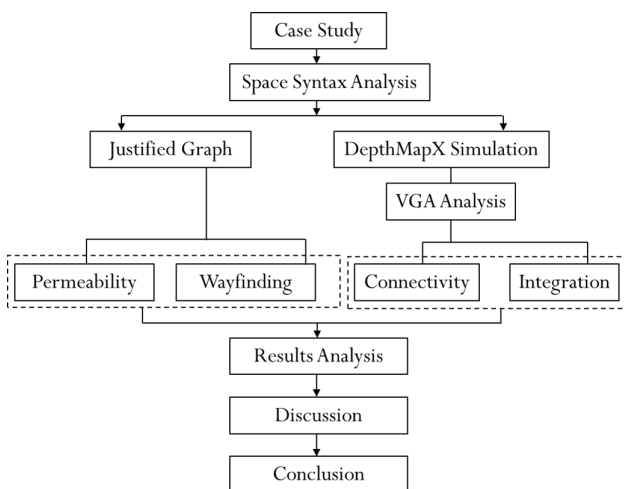 Case Study
Space Syntax Analysis
Justified Graph
DepthMapX Simulation
VGA Analysis
Permeability
Wayfinding
Connectivity
Integration
Results Analysis
Discussion
Conclusion